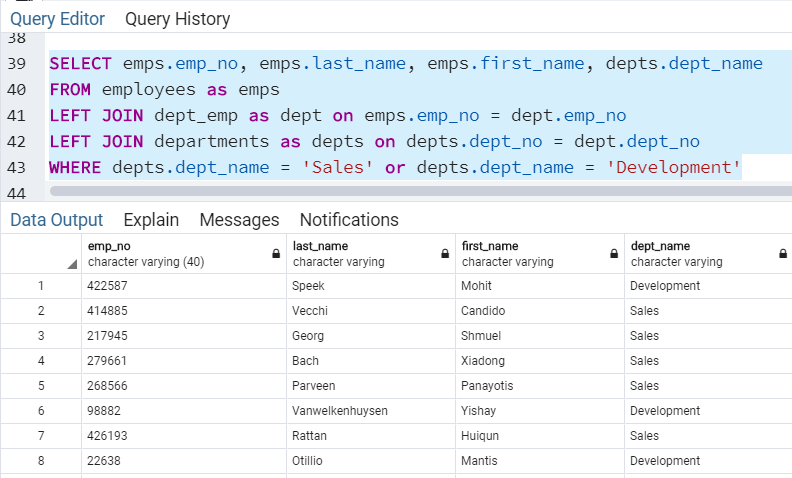 Query Editor Query History
38
39 SELECT emps.emp_no, emps.last_name, emps.first_name, depts.dept_name
40 FROM employees as emps
41 LEFT JOIN dept_emp as dept on emps.emp_no = dept.emp_no
42 LEFT JOIN departments as depts on depts.dept_no = dept.dept_no
43 WHERE depts.dept_name = 'Sales' or depts.dept_name = 'Development'
44
Data Output Explain Messages Notifications
emp_no last_name first_name dept_name
character varying (40) character varying character varying character varying
1 422587 Speek Mohit Development
2 414885 Vecchi Candido Sales
3 217945 Georg Shmuel Sales
4 279661 Bach Xiadong Sales
5 268566 Parveen Panayotis Sales
6 98882 Vanwelkenhuysen Yishay Development
7 426193 Rattan Huiqun Sales
8 22638 Otillio Mantis Development